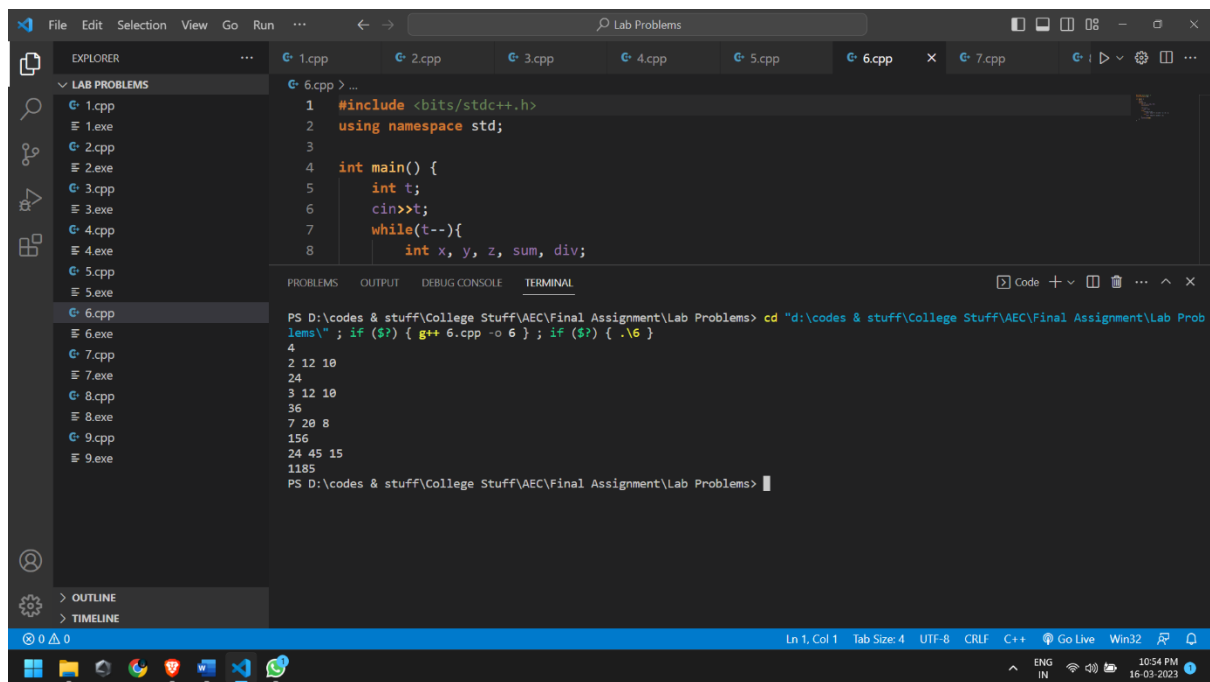 File Edit Selection View Go Run ··· Lab Problems
EXPLORER ···
LAB PROBLEMS
1.cpp
1.exe
2.cpp
2.exe
3.cpp
3.exe
4.cpp
4.exe
5.cpp
5.exe
6.cpp
6.exe
7.cpp
7.exe
8.cpp
8.exe
9.cpp
9.exe
OUTLINE
TIMELINE
1.cpp 2.cpp 3.cpp 4.cpp 5.cpp 6.cpp 7.cpp
6.cpp > ...
1 #include <bits/stdc++.h>
2 using namespace std;
3
4 int main() {
5 int t;
6 cin>>t;
7 while(t--){
8 int x, y, z, sum, div;
PROBLEMS OUTPUT DEBUG CONSOLE TERMINAL Code
PS D:\codes & stuff\College Stuff\AEC\Final Assignment\Lab Problems> cd "d:\codes & stuff\College Stuff\AEC\Final Assignment\Lab Prob
lems\" ; if ($?) { g++ 6.cpp -o 6 } ; if ($?) { .\6 }
4
2 12 10
24
3 12 10
36
7 20 8
156
24 45 15
1185
PS D:\codes & stuff\College Stuff\AEC\Final Assignment\Lab Problems>
0 0 Ln 1, Col 1 Tab Size: 4 UTF-8 CRLF C++ Go Live Win32
ENG 10:54 PM
IN 16-03-2023 1